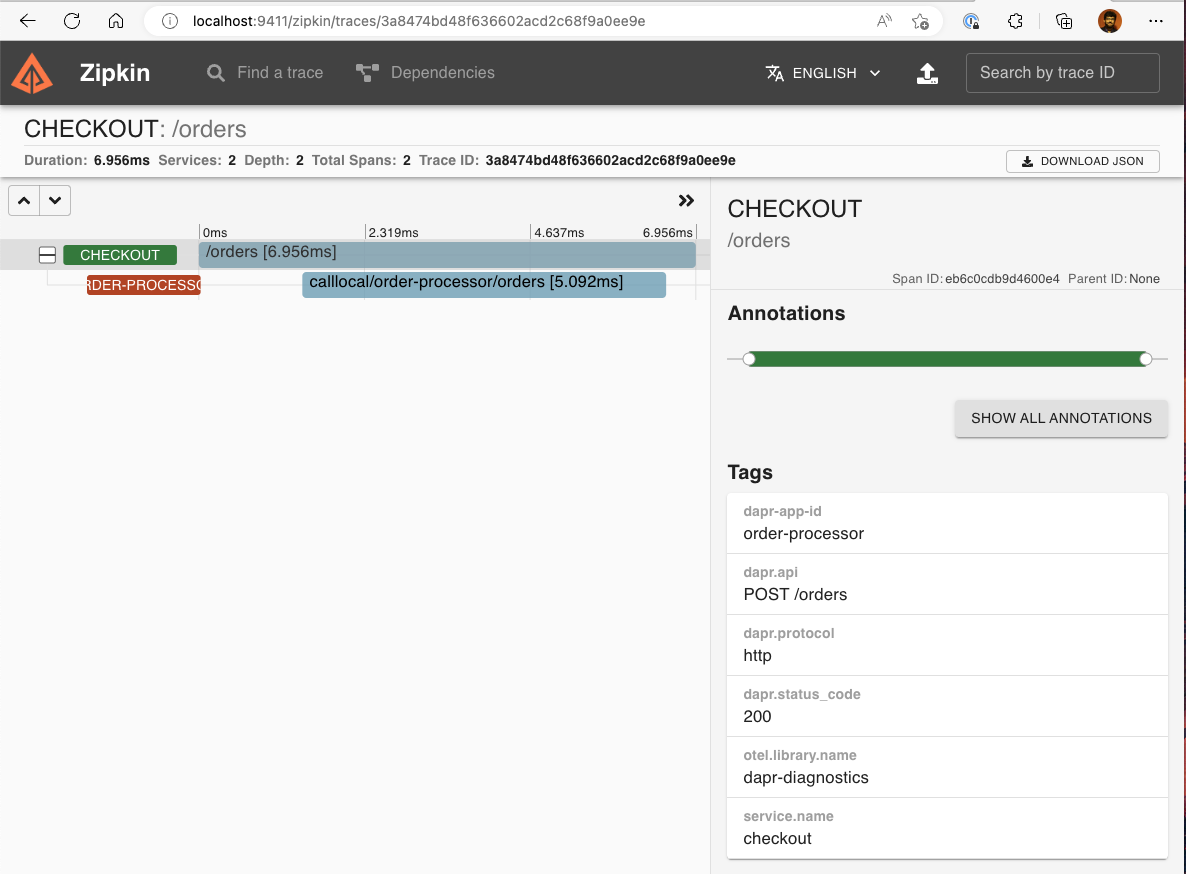 localhost:9411/zipkin/traces/3a8474bd48f636602acd2c68f9a0ee9e
Zipkin
Find a trace
Dependencies
ENGLISH
Search by trace ID
CHECKOUT: /orders
Duration: 6.956ms Services: 2 Depth: 2 Total Spans: 2 Trace ID: 3a8474bd48f636602acd2c68f9a0ee9e
DOWNLOAD JSON
0ms 2.319ms 4.637ms 6.956ms
CHECKOUT /orders [6.956ms]
RDER-PROCESSO calllocal/order-processor/orders [5.092ms]
CHECKOUT
/orders
Span ID: eb6c0cdb9d4600e4 Parent ID: None
Annotations
SHOW ALL ANNOTATIONS
Tags
dapr-app-id
order-processor
dapr.api
POST /orders
dapr.protocol
http
dapr.status_code
200
otel.library.name
dapr-diagnostics
service.name
checkout